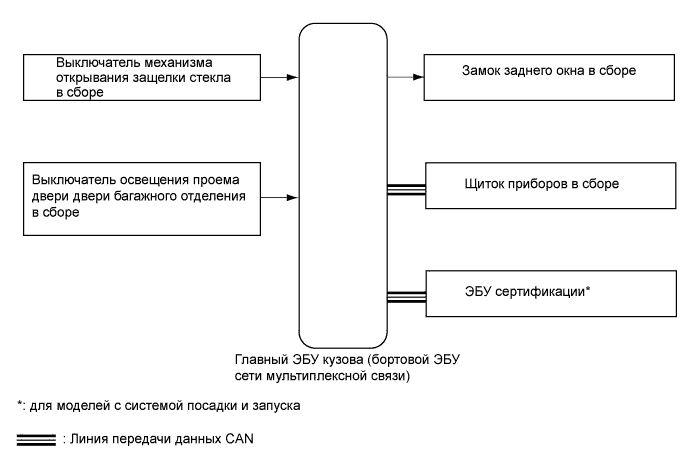 Выключатель механизма
открывания защелки стекла
в сборе
Замок заднего окна в сборе
Выключатель освещения проема
двери двери багажного отделения
в сборе
Щиток приборов в сборе
ЭБУ сертификации*
Главный ЭБУ кузова (бортовой ЭБУ
сети мультиплексной связи)
*: для моделей с системой посадки и запуска
: Линия передачи данных CAN